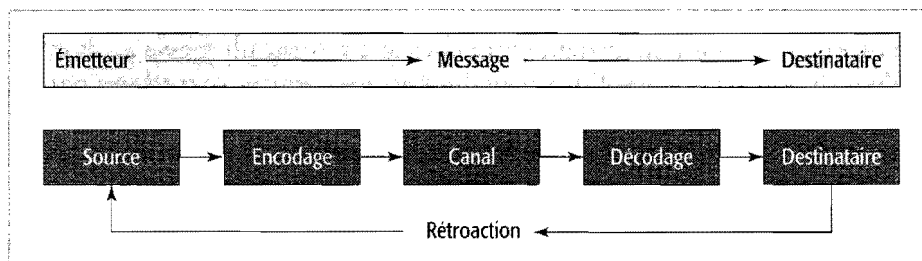 Émetteur Message Destinataire
Source Encodage Canal Décodage Destinataire
Rétroaction